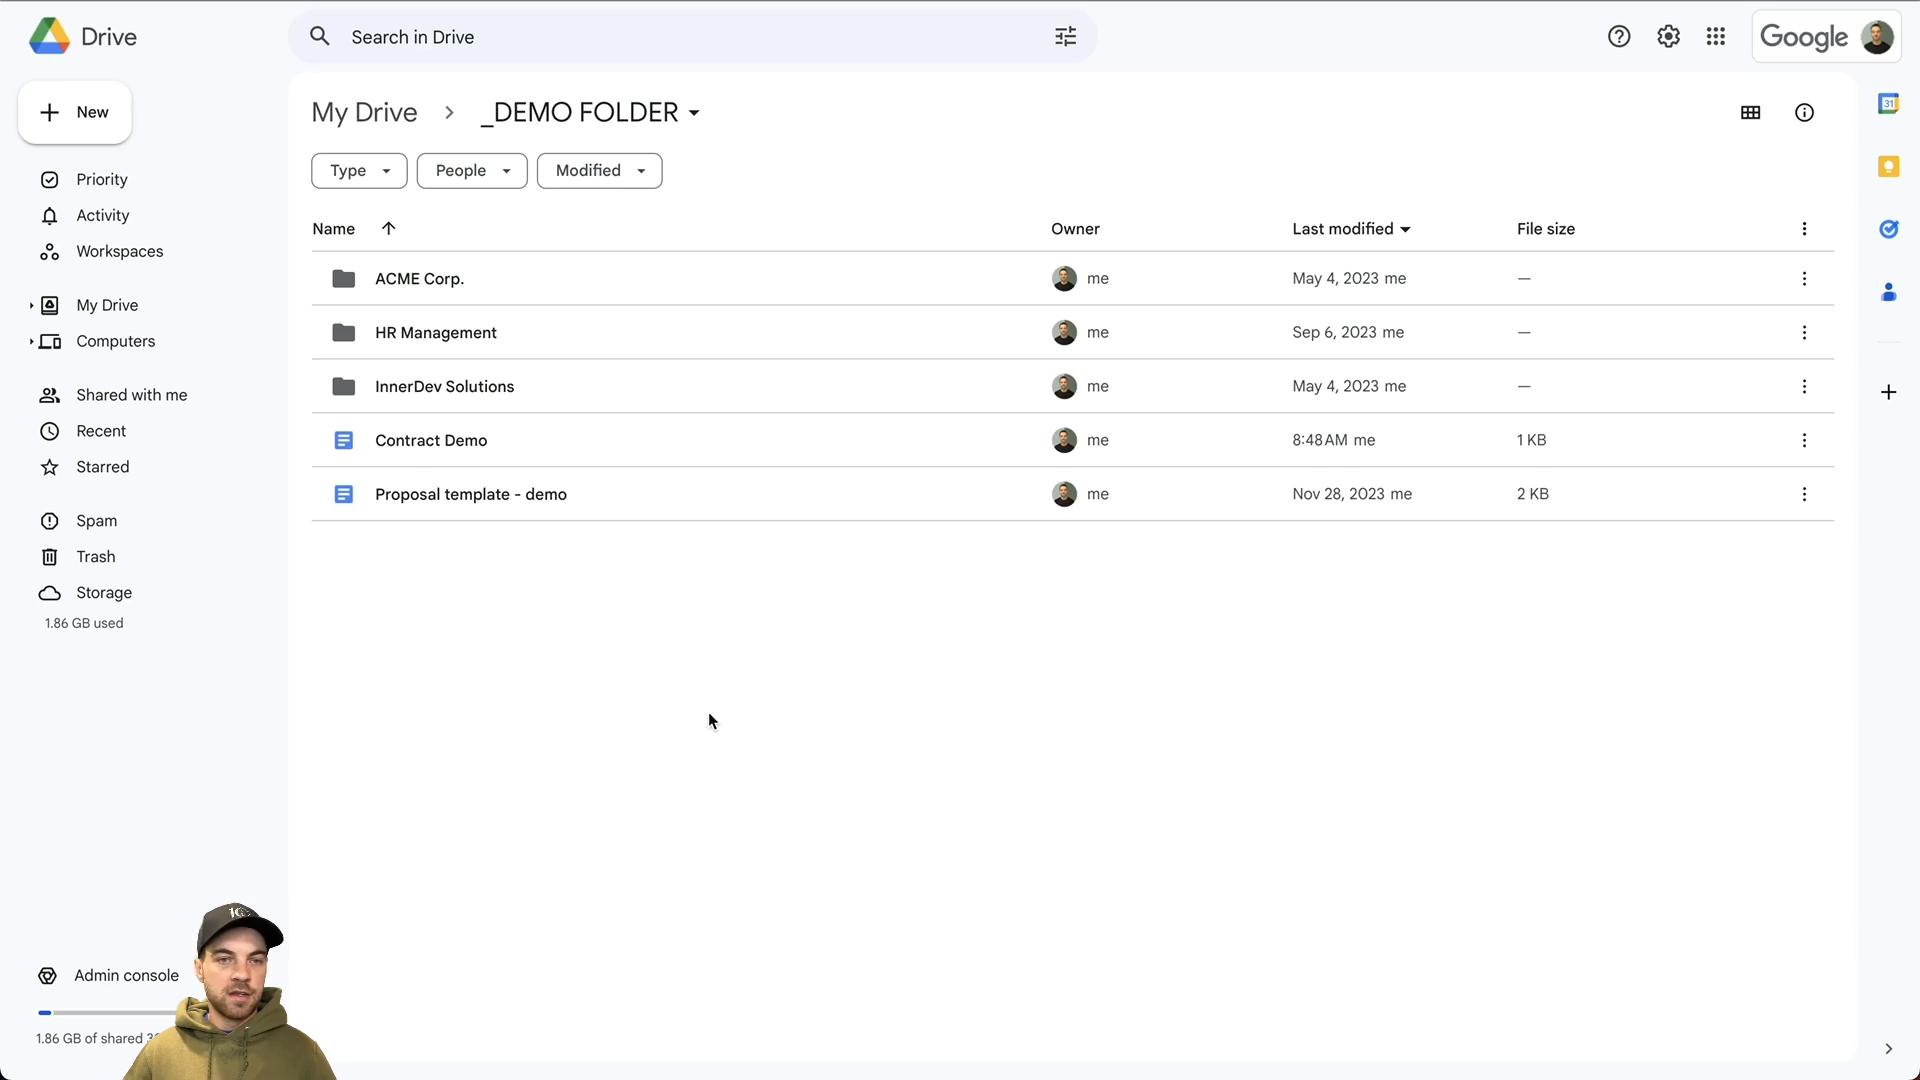 Drive
Search in Drive
Google
New
My Drive
_DEMO FOLDER
Type
People
Modified
Priority
Activity
Workspaces
My Drive
Computers
Shared with me
Recent
Starred
Spam
Trash
Storage
1.86 GB used
Name Owner Last modified File size
ACME Corp. me May 4, 2023 me —
HR Management me Sep 6, 2023 me —
InnerDev Solutions me May 4, 2023 me —
Contract Demo me 8:48 AM me 1 KB
Proposal template - demo me Nov 28, 2023 me 2 KB
31
Admin console
1.86 GB of shared